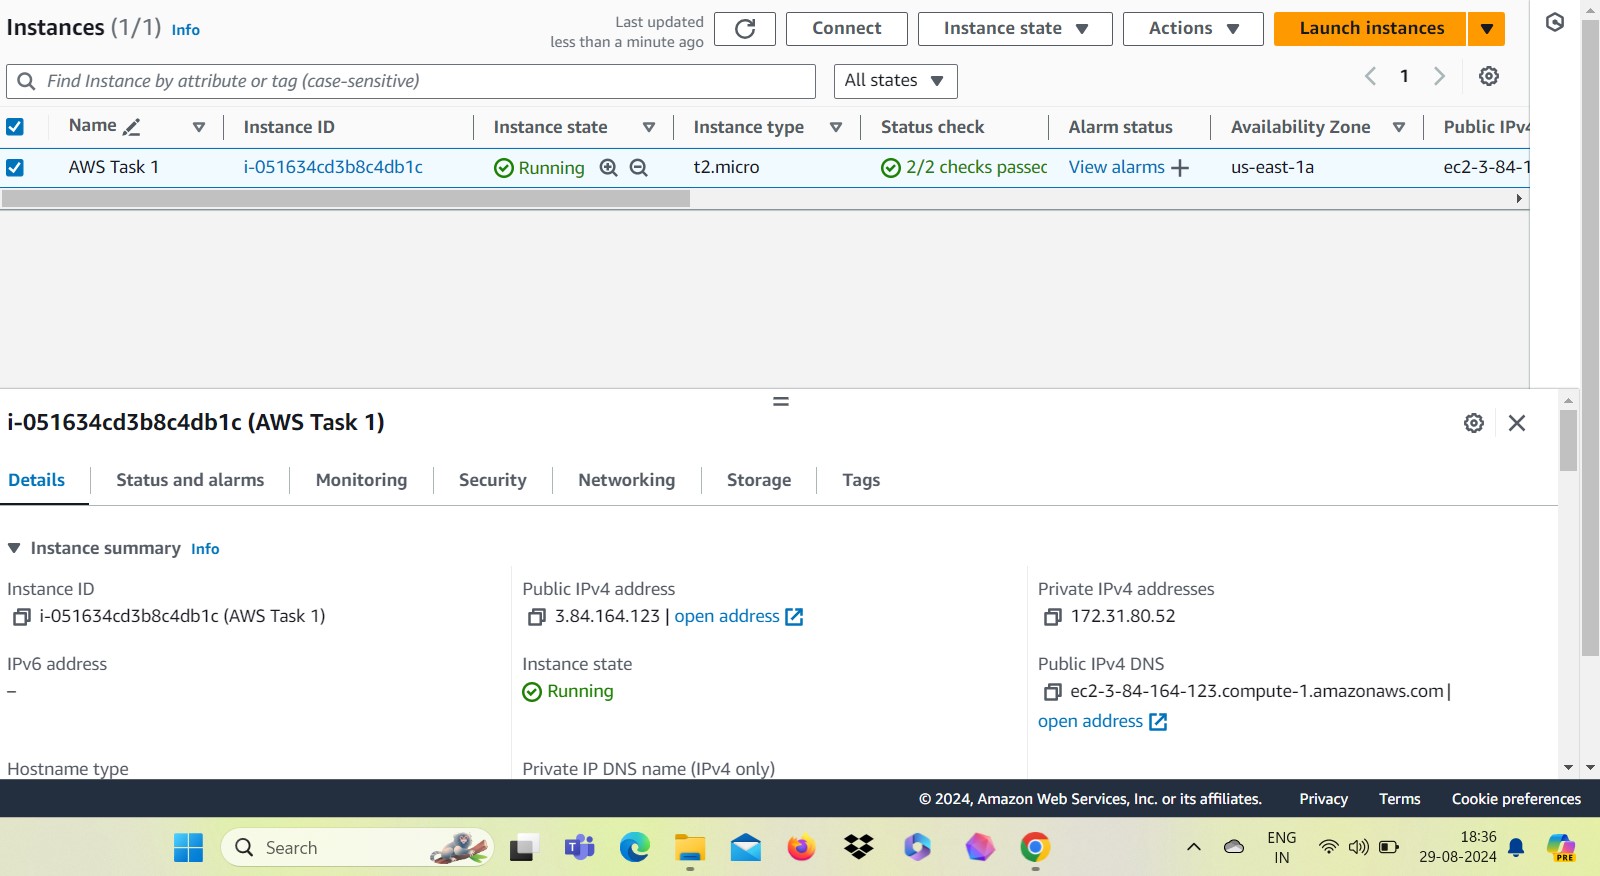 Instances (1/1) Info
Last updated
less than a minute ago
Connect
Instance state
Actions
Launch instances
Find Instance by attribute or tag (case-sensitive)
All states
1
Name Instance ID Instance state Instance type Status check Alarm status Availability Zone Public IPv4
AWS Task 1 i-051634cd3b8c4db1c Running t2.micro 2/2 checks passec View alarms + us-east-1a ec2-3-84-1
i-051634cd3b8c4db1c (AWS Task 1)
Details Status and alarms Monitoring Security Networking Storage Tags
Instance summary Info
Instance ID
i-051634cd3b8c4db1c (AWS Task 1)
Public IPv4 address
3.84.164.123 | open address
Private IPv4 addresses
172.31.80.52
IPv6 address
–
Instance state
Running
Public IPv4 DNS
ec2-3-84-164-123.compute-1.amazonaws.com |
open address
Hostname type
Private IP DNS name (IPv4 only)
© 2024, Amazon Web Services, Inc. or its affiliates. Privacy Terms Cookie preferences
Search
ENG
IN
18:36
29-08-2024
PRE